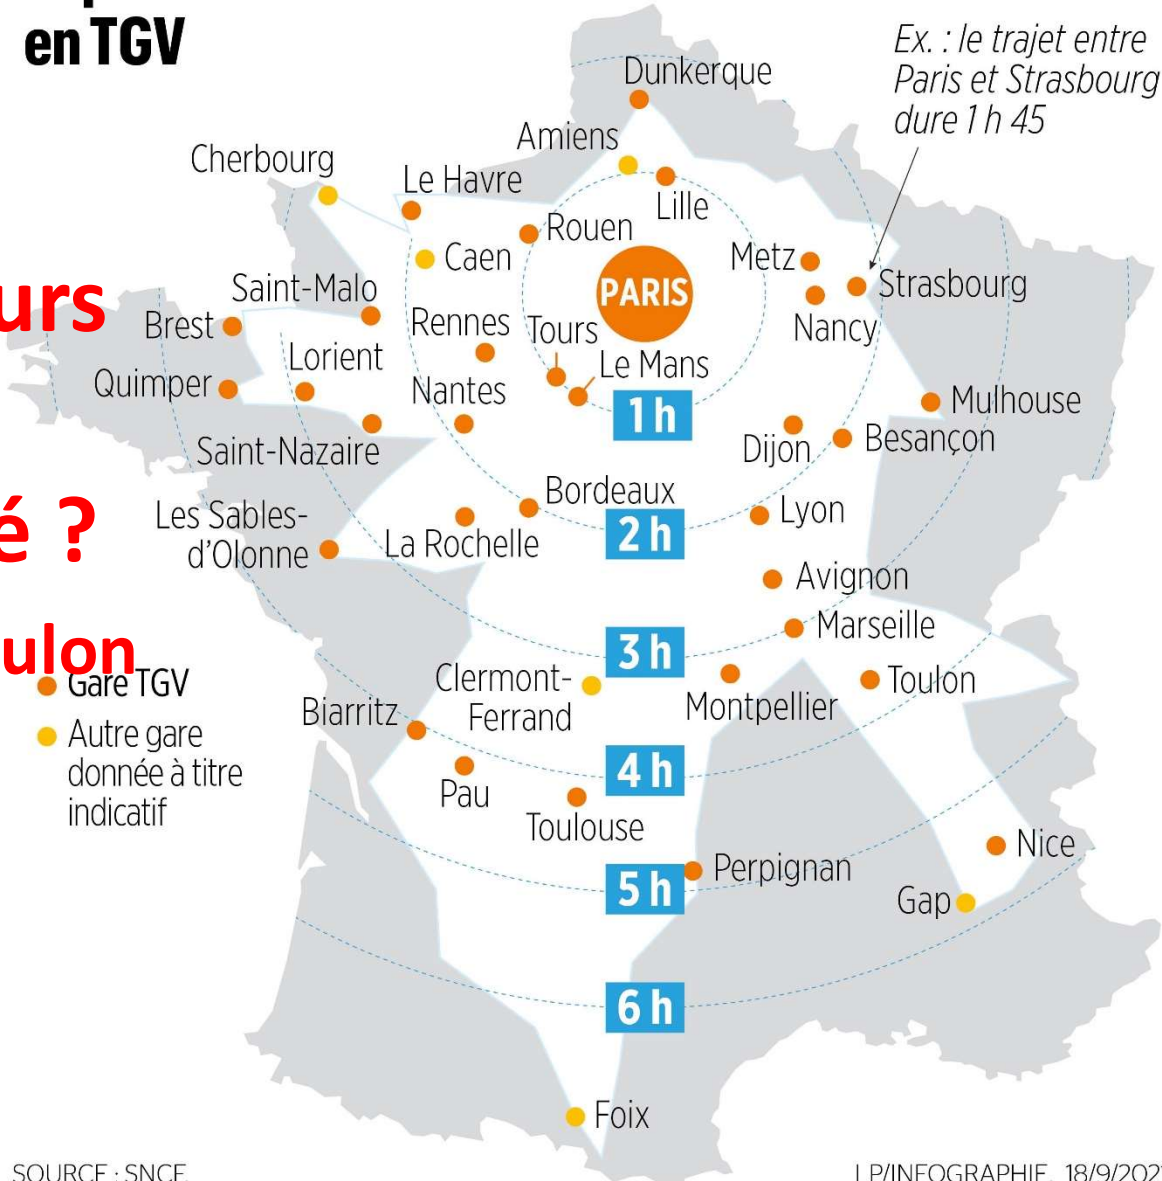 en TGV
Ex. : le trajet entre
Paris et Strasbourg
dure 1 h 45
Dunkerque
Amiens
Cherbourg
Le Havre
Lille
Rouen
Metz
Caen
PARIS
Strasbourg
Saint-Malo
urs
Brest
Rennes
Tours
Nancy
Lorient
Le Mans
Quimper
Nantes
1 h
Mulhouse
Saint-Nazaire
Dijon
Besançon
Bordeaux
Les Sables-
d'Olonne
La Rochelle
2 h
Lyon
é ?
Avignon
Marseille
ulon
3 h
Clermont-
Ferrand
Montpellier
Toulon
Gare TGV
Biarritz
Autre gare
donnée à titre
indicatif
4 h
Pau
Toulouse
Nice
5 h
Perpignan
Gap
6 h
Foix
SOURCE : SNCF.
LP/INFOGRAPHIE. 18/9/202